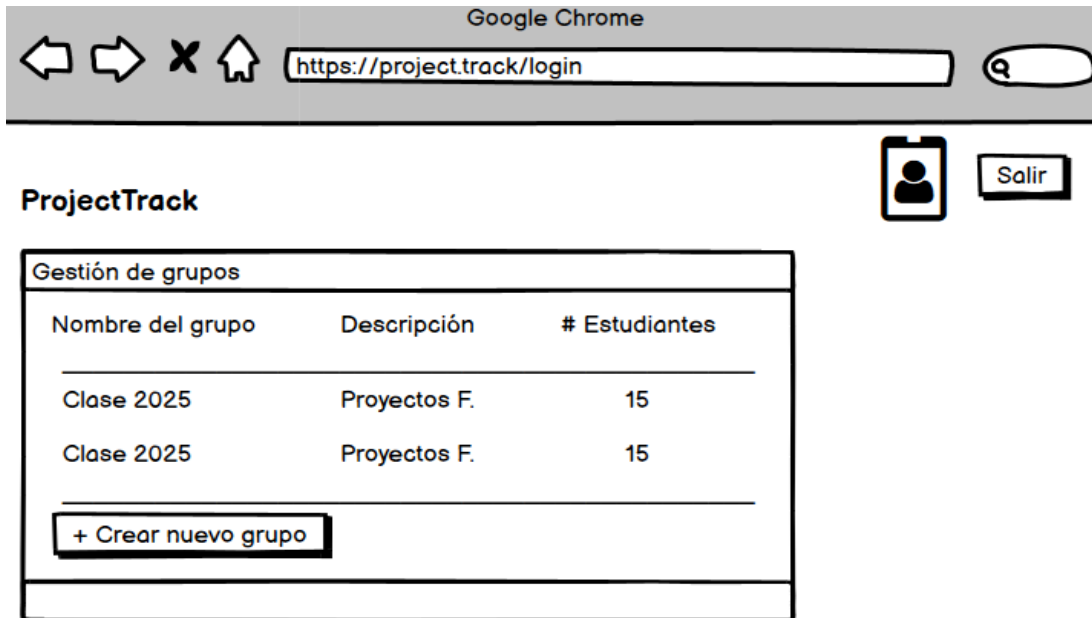 Google Chrome
https://project.track/login
Salir
ProjectTrack
Gestión de grupos
Nombre del grupo Descripción # Estudiantes
Clase 2025 Proyectos F. 15
Clase 2025 Proyectos F. 15
+ Crear nuevo grupo